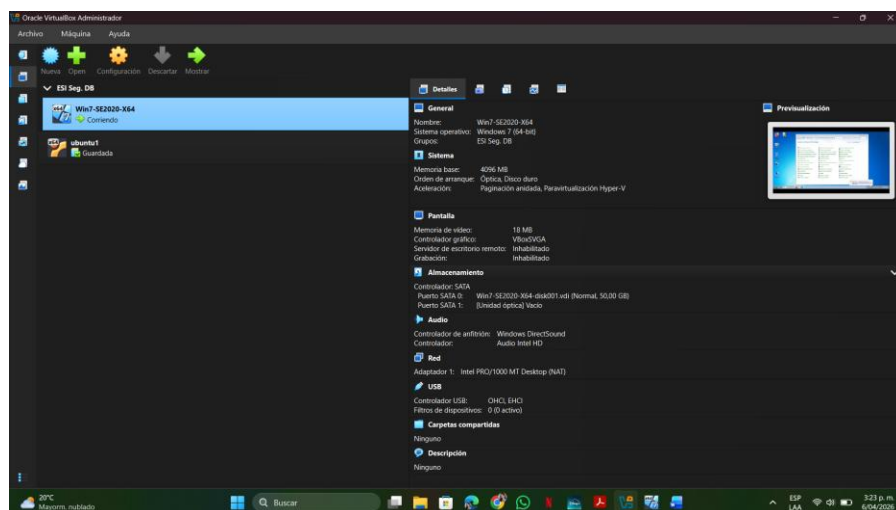 Oracle VirtualBox Administrador
Archivo Máquina Ayuda
Nueva Open Configuración Descartar Mostrar
ESI Seg. DB
Win7-SE2020-X64
Corriendo
ubuntu1
Guardada
Detalles
General
Nombre: Win7-SE2020-X64
Sistema operativo: Windows 7 (64-bit)
Grupos: ESI Seg. DB
Sistema
Memoria base: 4096 MB
Orden de arranque: Óptica, Disco duro
Aceleración: Paginación anidada, Paravirtualización Hyper-V
Pantalla
Memoria de vídeo: 18 MB
Controlador gráfico: VBoxSVGA
Servidor de escritorio remoto: Inhabilitado
Grabación: Inhabilitado
Almacenamiento
Controlador: SATA
Puerto SATA 0: Win7-SE2020-X64-disk001.vdi (Normal, 50,00 GB)
Puerto SATA 1: [Unidad óptica] Vacío
Audio
Controlador de anfitrión: Windows DirectSound
Controlador: Audio Intel HD
Red
Adaptador 1: Intel PRO/1000 MT Desktop (NAT)
USB
Controlador USB: OHCI, EHCI
Filtros de dispositivos: 0 (0 activo)
Carpetas compartidas
Ninguno
Descripción
Ninguno
Previsualización
20°C
Mayorm. nublado
Buscar
ESP
LAA
3:23 p. m.
6/04/2026